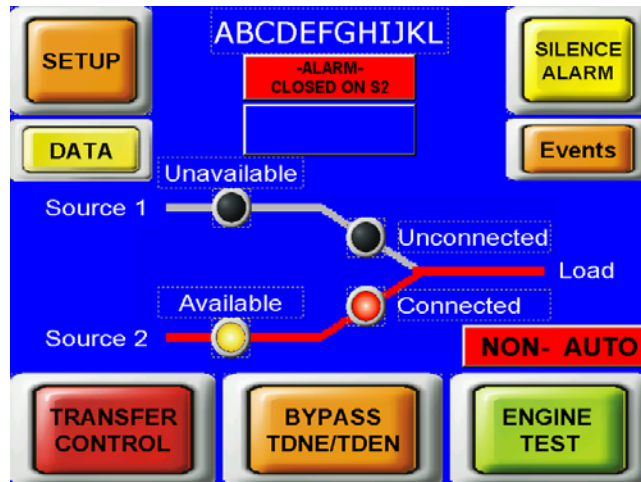 SETUP
ABCDEFGHIJKL
-ALARM-
CLOSED ON S2
SILENCE
ALARM
DATA
Events
Unavailable
Source 1
Unconnected
Load
Available
Connected
Source 2
NON- AUTO
TRANSFER
CONTROL
BYPASS
TDNE/TDEN
ENGINE
TEST